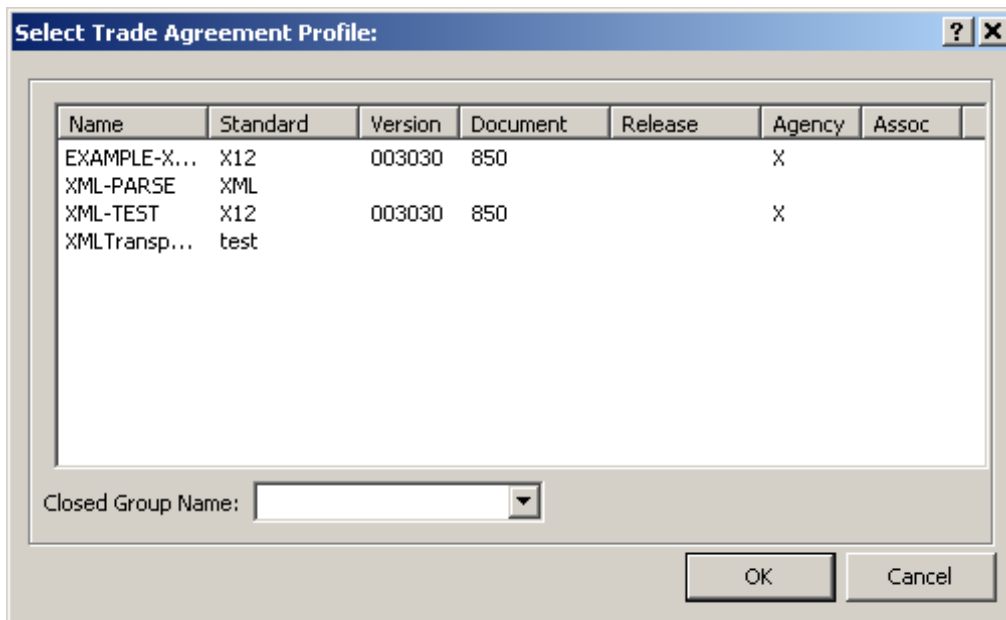 Select Trade Agreement Profile:
Name Standard Version Document Release Agency Assoc
EXAMPLE-X... X12 003030 850 X
XML-PARSE XML
XML-TEST X12 003030 850 X
XMLTransp... test
Closed Group Name:
OK Cancel